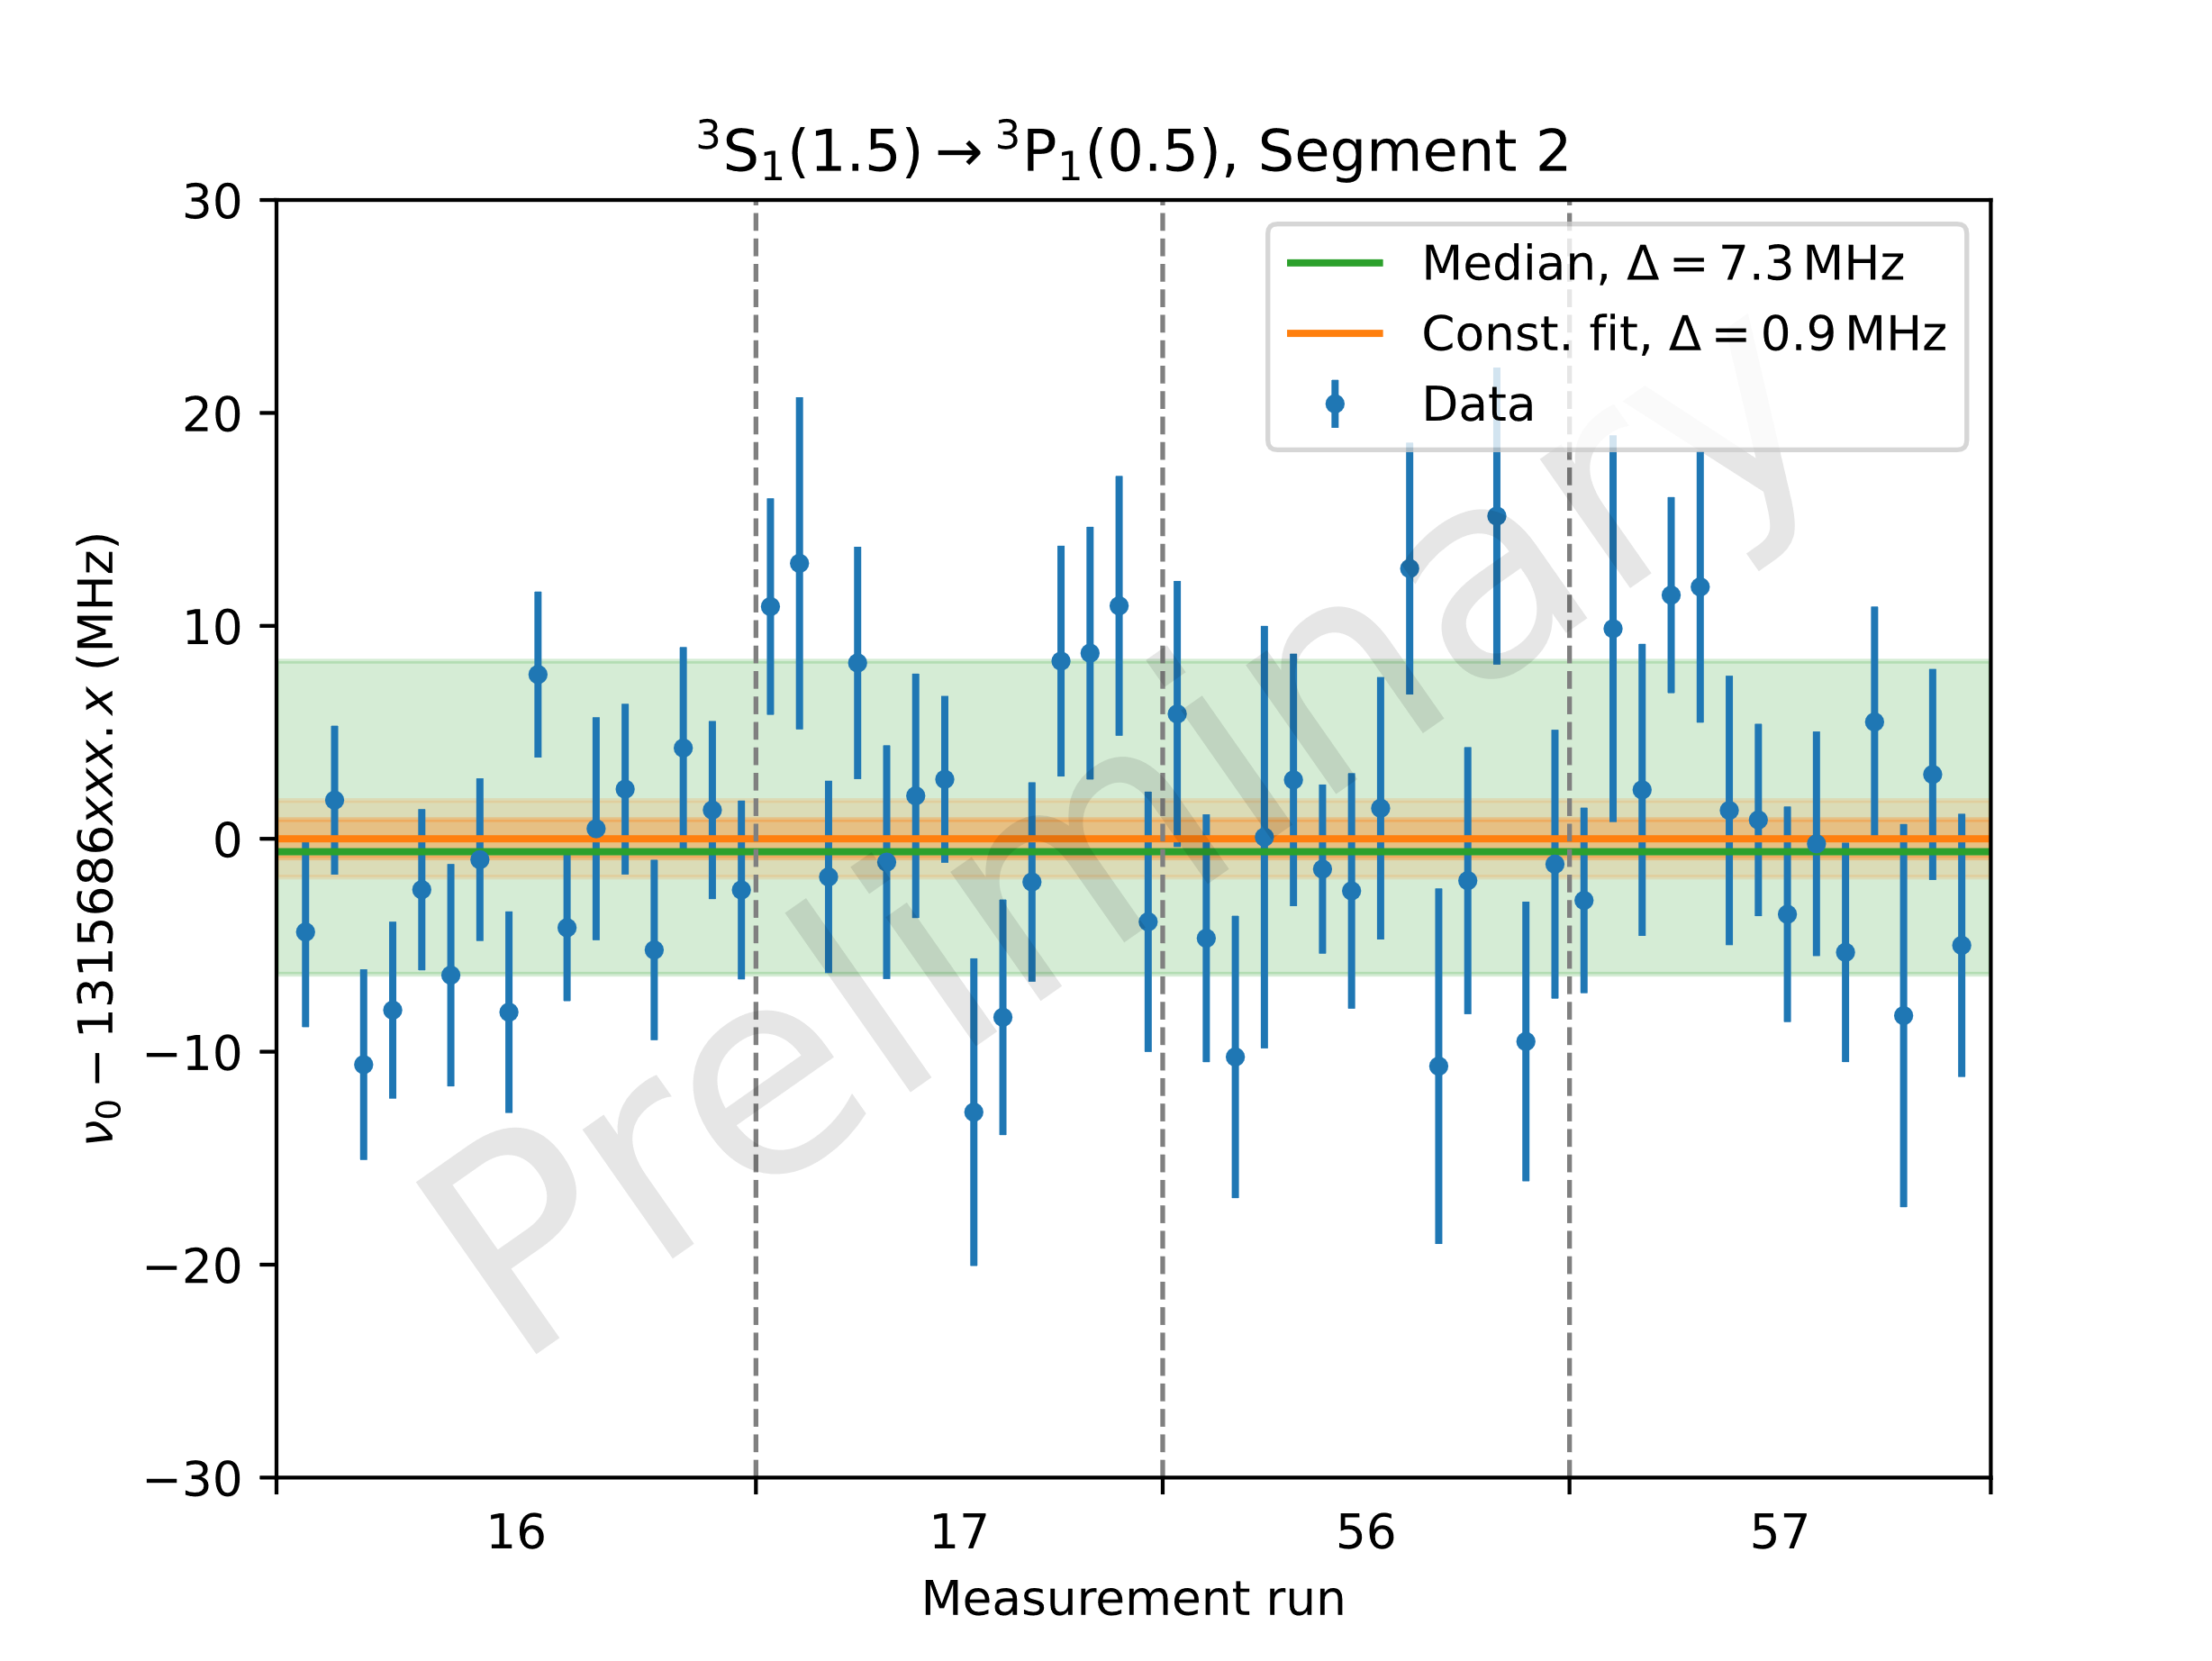 ³S₁(1.5) → ³P₁(0.5), Segment 2
30
20
10
0
−10
−20
−30
ν₀ − 1315686xxx.x (MHz)
Median, Δ = 7.3 MHz
Const. fit, Δ = 0.9 MHz
Data
Preliminary
16 17 56 57
Measurement run